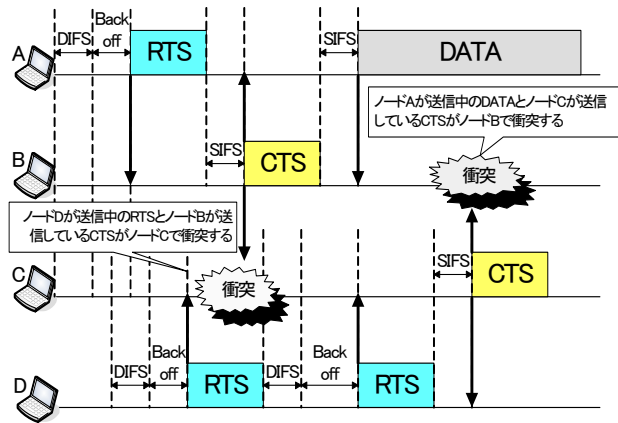 A
DIFS
Back
off
RTS
SIFS
DATA
ノードAが送信中のDATAとノードCが送信
しているCTSがノードBで衝突する
B
SIFS
CTS
衝突
ノードDが送信中のRTSとノードBが送
信しているCTSがノードCで衝突する
C
衝突
SIFS
CTS
D
DIFS
Back
off
RTS
DIFS
Back
off
RTS